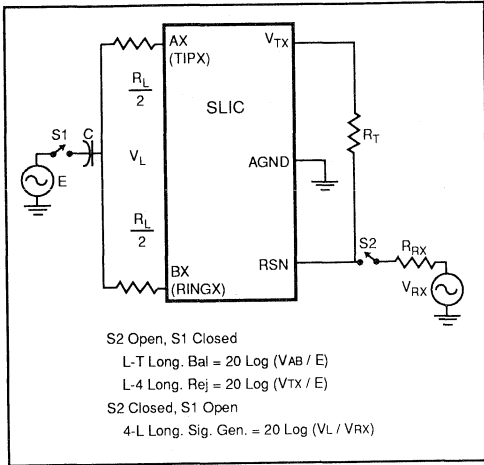 AX
(TIPX)
VTX
RL
2
SLIC
S1
C
VL
RT
E
AGND
RL
2
S2
RRX
BX
(RINGX)
RSN
VRX
S2 Open, S1 Closed
L-T Long. Bal = 20 Log (VAB / E)
L-4 Long. Rej = 20 Log (VTX / E)
S2 Closed, S1 Open
4-L Long. Sig. Gen. = 20 Log (VL / VRX)